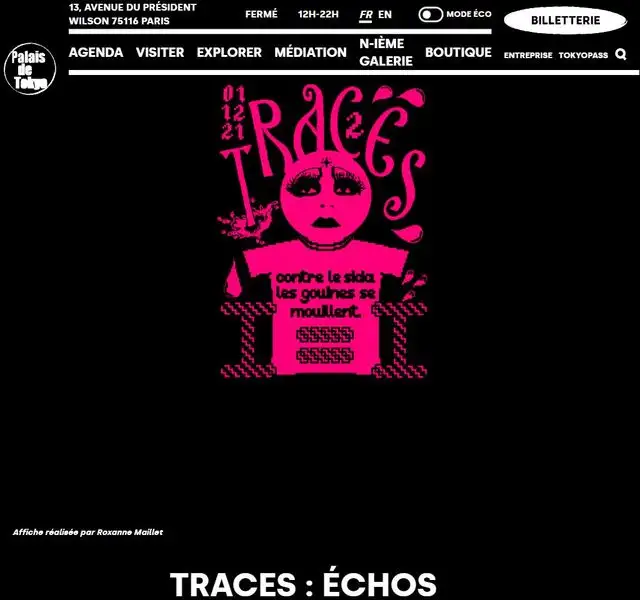 13, AVENUE DU PRÉSIDENT
WILSON 75116 PARIS
FERMÉ
12H-22H
FR EN
MODE ÉCO
BILLETTERIE
Palais
de
Tokyo
AGENDA
VISITER
EXPLORER
MÉDIATION
N-IÈME
GALERIE
BOUTIQUE
ENTREPRISE
TOKYOPASS
01
12
21
TRACES
2
contre le sida
les gouines se
mouillent.
Affiche réalisée par Roxanne Maillet
TRACES : ÉCHOS